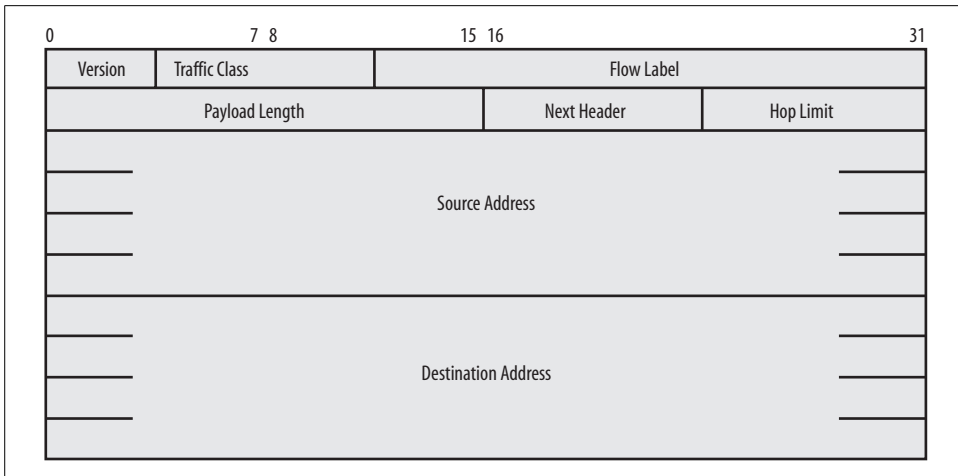 0 7 8 15 16 31
Version Traffic Class Flow Label
Payload Length Next Header Hop Limit
Source Address
Destination Address